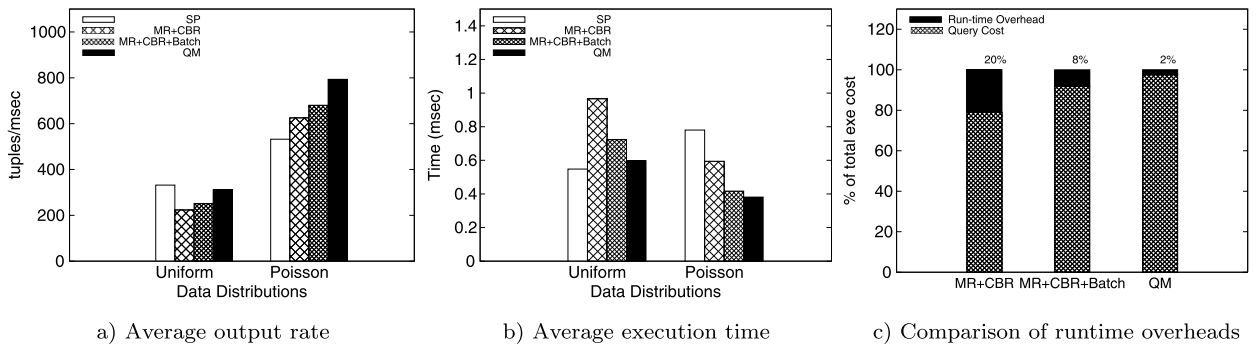 1000
800
600
400
200
0
tuples/msec
SP
MR+CBR
MR+CBR+Batch
QM
Uniform Poisson
Data Distributions
a) Average output rate
1.4
1.2
1
0.8
0.6
0.4
0.2
0
Time (msec)
SP
MR+CBR
MR+CBR+Batch
QM
Uniform Poisson
Data Distributions
b) Average execution time
120
100
80
60
40
20
0
% of total exe cost
Run-time Overhead
Query Cost
20% 8% 2%
MR+CBR MR+CBR+Batch QM
c) Comparison of runtime overheads